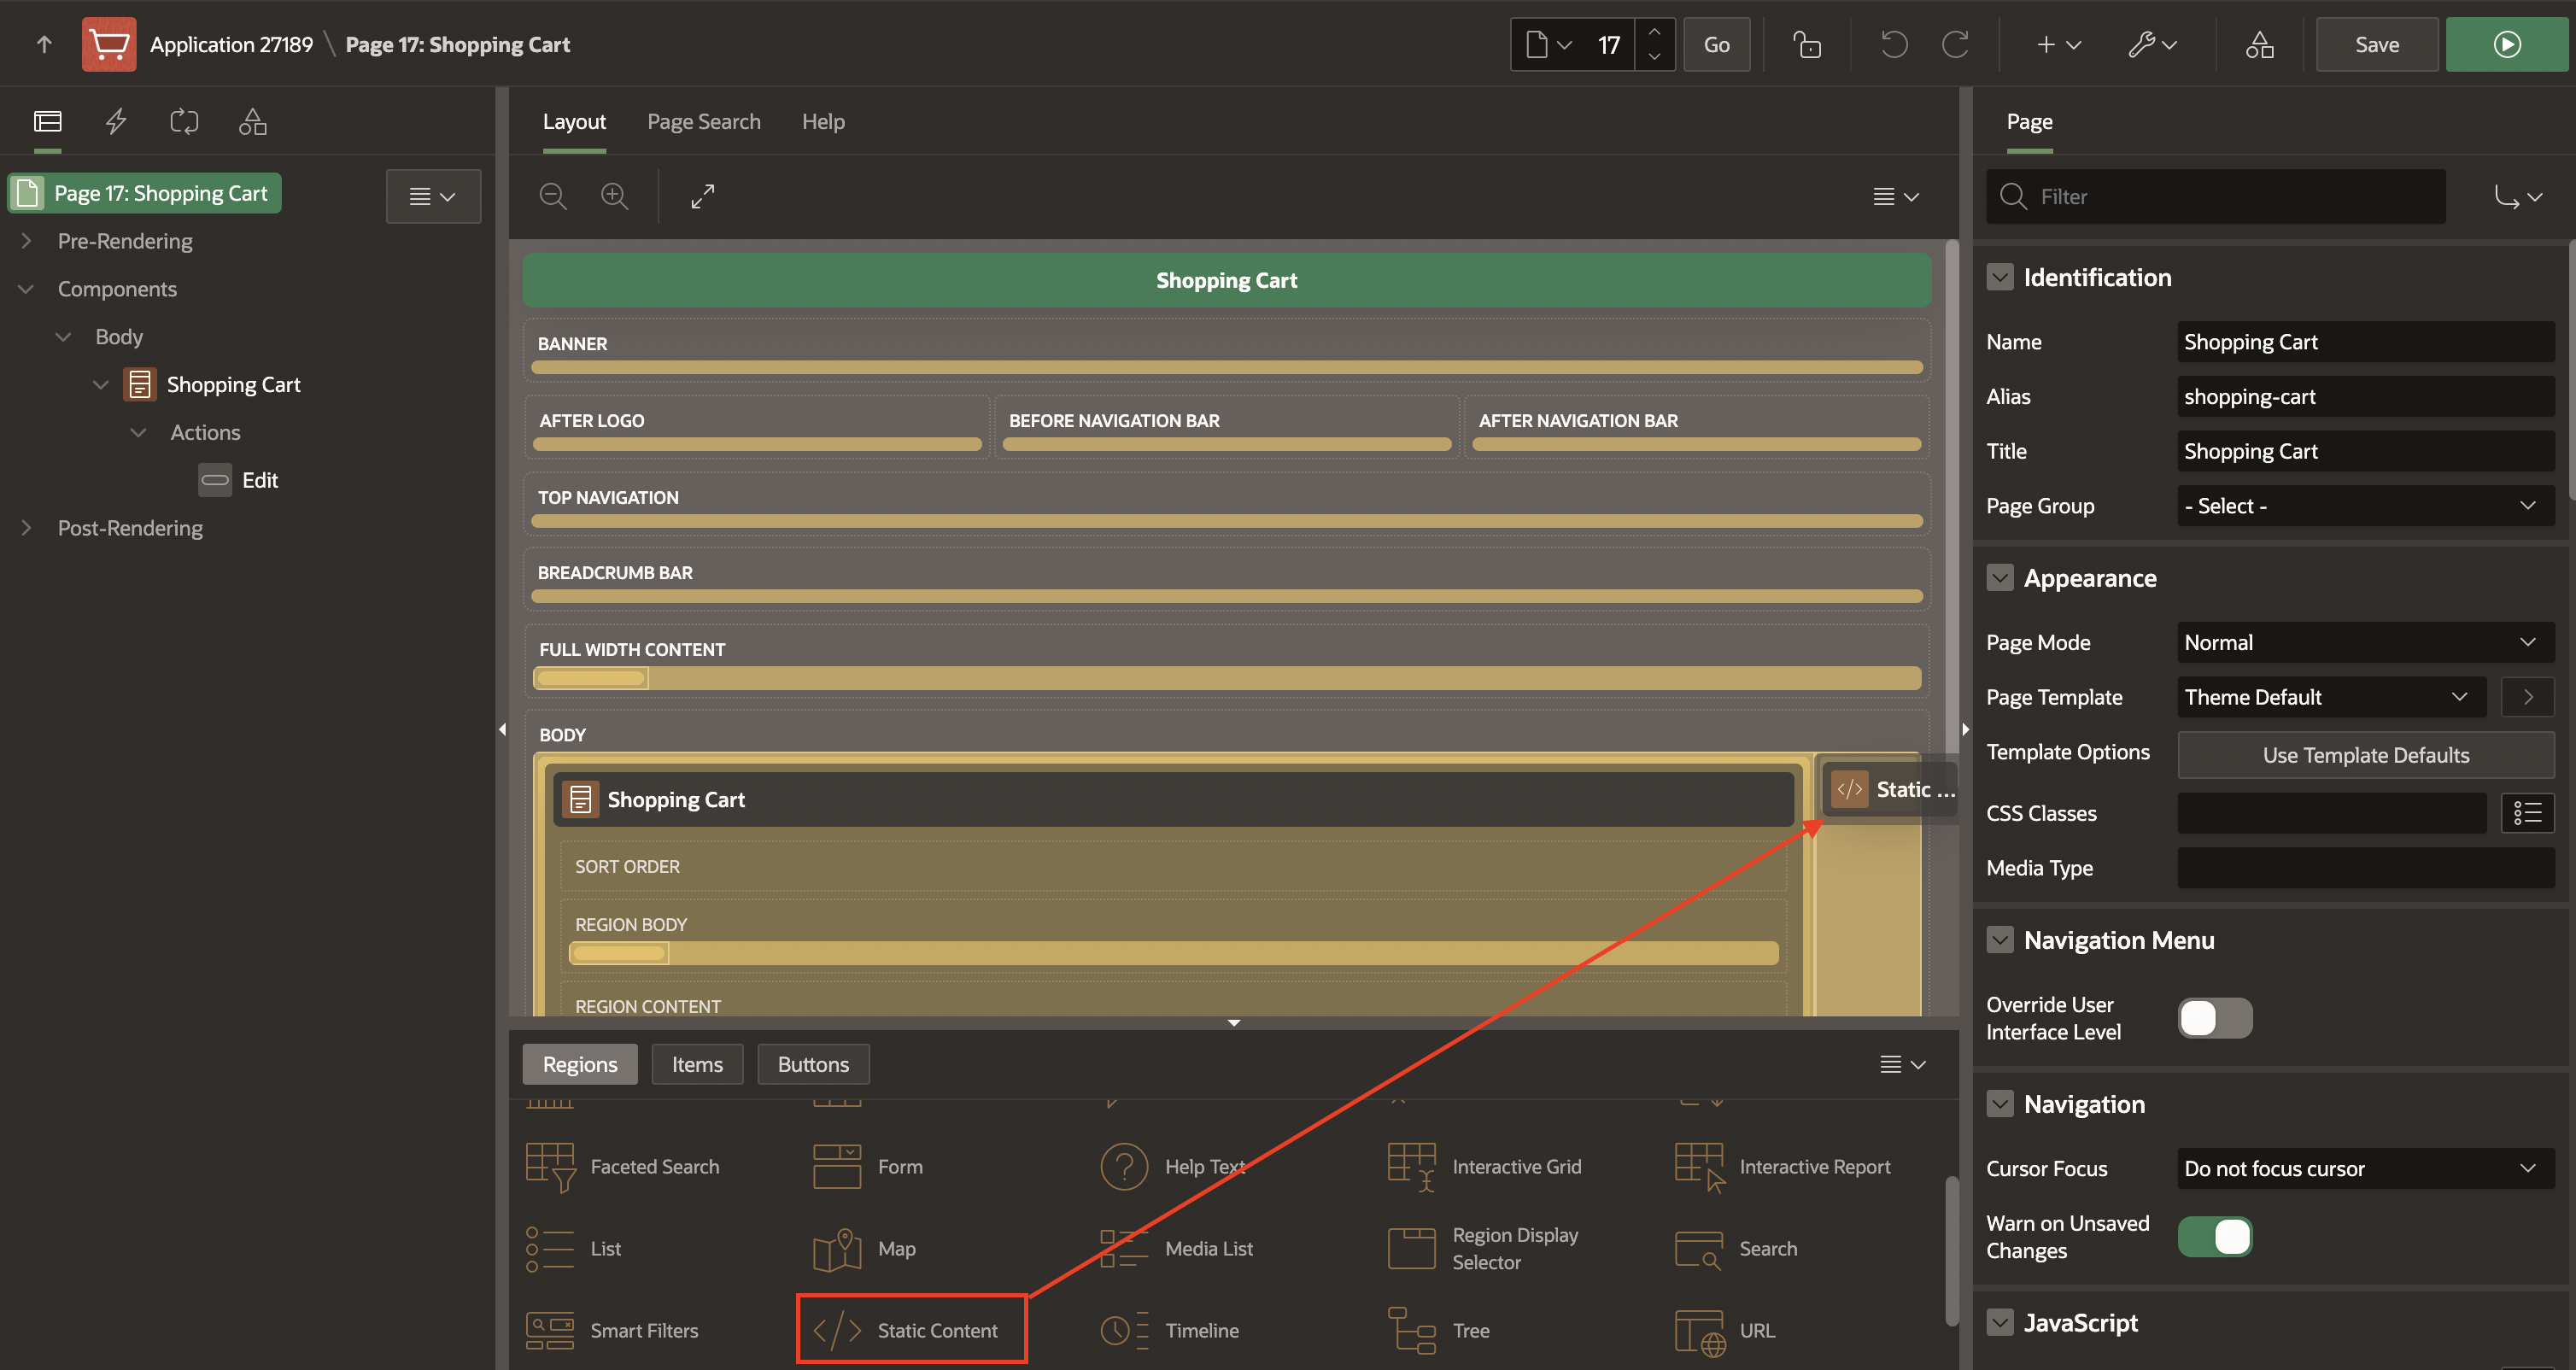 Application 27189 \ Page 17: Shopping Cart
17
Go
Save
Layout
Page Search
Help
Page
Page 17: Shopping Cart
Pre-Rendering
Components
Body
Shopping Cart
Actions
Edit
Post-Rendering
Shopping Cart
BANNER
AFTER LOGO
BEFORE NAVIGATION BAR
AFTER NAVIGATION BAR
TOP NAVIGATION
BREADCRUMB BAR
FULL WIDTH CONTENT
BODY
Shopping Cart
</> Static ...
SORT ORDER
REGION BODY
REGION CONTENT
Regions
Items
Buttons
Faceted Search
Form
Help Text
Interactive Grid
Interactive Report
List
Map
Media List
Region Display
Selector
Search
Smart Filters
</> Static Content
Timeline
Tree
URL
Filter
Identification
Name
Shopping Cart
Alias
shopping-cart
Title
Shopping Cart
Page Group
- Select -
Appearance
Page Mode
Normal
Page Template
Theme Default
Template Options
Use Template Defaults
CSS Classes
Media Type
Navigation Menu
Override User
Interface Level
Navigation
Cursor Focus
Do not focus cursor
Warn on Unsaved
Changes
JavaScript